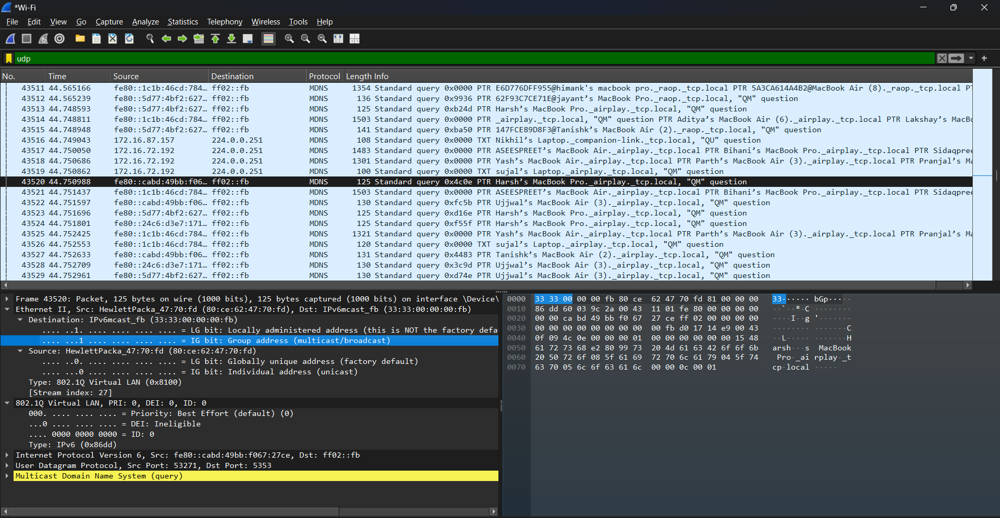 *Wi-Fi
File Edit View Go Capture Analyze Statistics Telephony Wireless Tools Help
udp
No. Time Source Destination Protocol Length Info
43511 44.565166 fe80::1c1b:46cd:784… ff02::fb MDNS 1354 Standard query 0x0000 PTR E6D776DFF955@himank's macbook pro._raop._tcp.local PTR 5A3CA614A4B2@MacBook Air (8)._raop._tcp.local PT
43512 44.565239 fe80::5d77:4bf2:627… ff02::fb MDNS 136 Standard query 0x9936 PTR 62F93C7CE71E@jayant’s MacBook Pro._raop._tcp.local, "QM" question
43513 44.748593 fe80::5d77:4bf2:627… ff02::fb MDNS 125 Standard query 0xb24d PTR Harsh’s MacBook Pro._airplay._tcp.local, "QM" question
43514 44.748811 fe80::1c1b:46cd:784… ff02::fb MDNS 1503 Standard query 0x0000 PTR _airplay._tcp.local, "QM" question PTR Aditya’s MacBook Air (6)._airplay._tcp.local PTR Lakshay’s MacBo
43515 44.748948 fe80::5d77:4bf2:627… ff02::fb MDNS 141 Standard query 0xba50 PTR 147FCE89D8F3@Tanishk’s MacBook Air (2)._raop._tcp.local, "QM" question
43516 44.749043 172.16.87.157 224.0.0.251 MDNS 108 Standard query 0x0000 TXT Nikhil’s Laptop._companion-link._tcp.local, "QU" question
43517 44.750050 172.16.72.192 224.0.0.251 MDNS 1483 Standard query 0x0000 PTR ASEESPREET’s MacBook Air._airplay._tcp.local PTR Bihani’s MacBook Pro._airplay._tcp.local PTR Sidaqpree
43518 44.750686 172.16.72.192 224.0.0.251 MDNS 1301 Standard query 0x0000 PTR Yash’s MacBook Air._airplay._tcp.local PTR Parth’s MacBook Air (3)._airplay._tcp.local PTR Pranjal’s Ma
43519 44.750862 172.16.72.192 224.0.0.251 MDNS 100 Standard query 0x0000 TXT sujal’s Laptop._airplay._tcp.local, "QM" question
43520 44.750988 fe80::cabd:49bb:f06… ff02::fb MDNS 125 Standard query 0x4c0e PTR Harsh’s MacBook Pro._airplay._tcp.local, "QM" question
43521 44.751437 fe80::1c1b:46cd:784… ff02::fb MDNS 1503 Standard query 0x0000 PTR ASEESPREET’s MacBook Air._airplay._tcp.local PTR Bihani’s MacBook Pro._airplay._tcp.local PTR Sidaqpree
43522 44.751597 fe80::cabd:49bb:f06… ff02::fb MDNS 130 Standard query 0xfc5b PTR Ujjwal’s MacBook Air (3)._airplay._tcp.local, "QM" question
43523 44.751696 fe80::5d77:4bf2:627… ff02::fb MDNS 125 Standard query 0xd16e PTR Harsh’s MacBook Pro._airplay._tcp.local, "QM" question
43524 44.751801 fe80::24c6:d3e7:171… ff02::fb MDNS 125 Standard query 0xf55f PTR Harsh’s MacBook Pro._airplay._tcp.local, "QM" question
43525 44.752425 fe80::1c1b:46cd:784… ff02::fb MDNS 1321 Standard query 0x0000 PTR Yash’s MacBook Air._airplay._tcp.local PTR Parth’s MacBook Air (3)._airplay._tcp.local PTR Pranjal’s Ma
43526 44.752553 fe80::1c1b:46cd:784… ff02::fb MDNS 120 Standard query 0x0000 TXT sujal’s Laptop._airplay._tcp.local, "QM" question
43527 44.752633 fe80::cabd:49bb:f06… ff02::fb MDNS 131 Standard query 0x4483 PTR Tanishk’s MacBook Air (2)._airplay._tcp.local, "QM" question
43528 44.752709 fe80::24c6:d3e7:171… ff02::fb MDNS 130 Standard query 0x3c9d PTR Ujjwal’s MacBook Air (3)._airplay._tcp.local, "QM" question
43529 44.752961 fe80::5d77:4bf2:627… ff02::fb MDNS 130 Standard query 0xd74e PTR Ujjwal’s MacBook Air (3)._airplay._tcp.local, "QM" question
Frame 43520: Packet, 125 bytes on wire (1000 bits), 125 bytes captured (1000 bits) on interface \Device\
Ethernet II, Src: HewlettPacka_47:70:fd (80:ce:62:47:70:fd), Dst: IPv6mcast_fb (33:33:00:00:00:fb)
Destination: IPv6mcast_fb (33:33:00:00:00:fb)
.... ..1. .... .... .... .... = LG bit: Locally administered address (this is NOT the factory defa
.... ...1 .... .... .... .... = IG bit: Group address (multicast/broadcast)
Source: HewlettPacka_47:70:fd (80:ce:62:47:70:fd)
.... ..0. .... .... .... .... = LG bit: Globally unique address (factory default)
.... ...0 .... .... .... .... = IG bit: Individual address (unicast)
Type: 802.1Q Virtual LAN (0x8100)
[Stream index: 27]
802.1Q Virtual LAN, PRI: 0, DEI: 0, ID: 0
000. .... .... .... = Priority: Best Effort (default) (0)
...0 .... .... .... = DEI: Ineligible
.... 0000 0000 0000 = ID: 0
Type: IPv6 (0x86dd)
Internet Protocol Version 6, Src: fe80::cabd:49bb:f067:27ce, Dst: ff02::fb
User Datagram Protocol, Src Port: 53271, Dst Port: 5353
Multicast Domain Name System (query)
0000 33 33 00 00 00 fb 80 ce 62 47 70 fd 81 00 00 00 33······ bGp·····
0010 86 dd 60 03 9c 2a 00 43 11 01 fe 80 00 00 00 00 ··`··*·C ········
0020 00 00 ca bd 49 bb f0 67 27 ce ff 02 00 00 00 00 ····I··g '·······
0030 00 00 00 00 00 00 00 00 00 fb d0 17 14 e9 00 43 ········ ·······C
0040 0f 09 4c 0e 00 00 00 01 00 00 00 00 00 00 15 48 ··L····· ·······H
0050 61 72 73 68 e2 80 99 73 20 4d 61 63 42 6f 6f 6b arsh···s MacBook
0060 20 50 72 6f 08 5f 61 69 72 70 6c 61 79 04 5f 74 Pro·_ai rplay·_t
0070 63 70 05 6c 6f 63 61 6c 00 00 0c 00 01 cp·local ·····